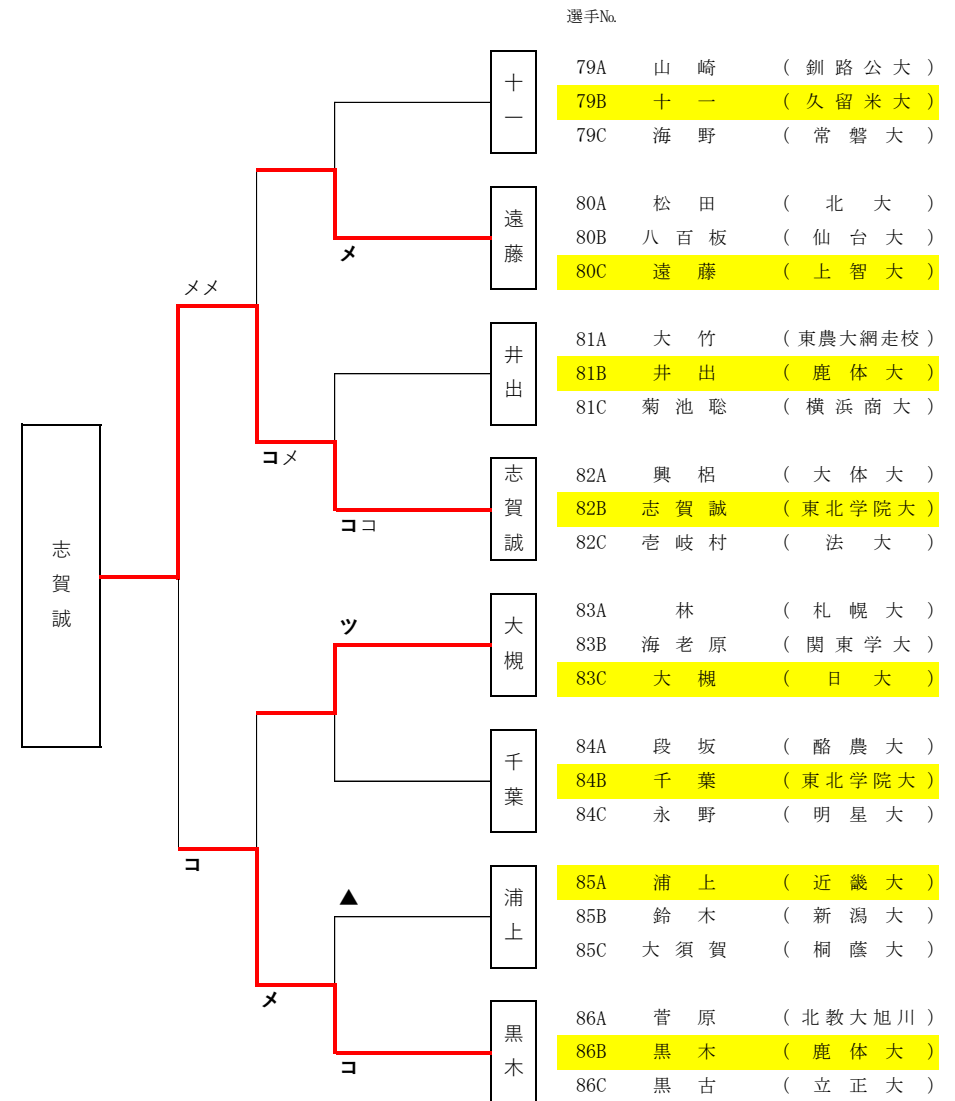 選手№
79A 山崎 (釧路公大)
十一
79B 十一 (久留米大)
79C 海野 (常磐大)
80A 松田 (北大)
遠藤
80B 八百板 (仙台大)
メ
80C 遠藤 (上智大)
メメ
81A 大竹 (東農大網走校)
井出
81B 井出 (鹿体大)
81C 菊池聡 (横浜商大)
コメ
82A 興梠 (大体大)
志賀誠
82B 志賀誠 (東北学院大)
ココ
82C 壱岐村 (法大)
志賀誠
83A 林 (札幌大)
ツ
大槻
83B 海老原 (関東学大)
83C 大槻 (日大)
84A 段坂 (酪農大)
千葉
84B 千葉 (東北学院大)
84C 永野 (明星大)
コ
85A 浦上 (近畿大)
▲
浦上
85B 鈴木 (新潟大)
85C 大須賀 (桐蔭大)
メ
86A 菅原 (北教大旭川)
黒木
86B 黒木 (鹿体大)
コ
86C 黒古 (立正大)